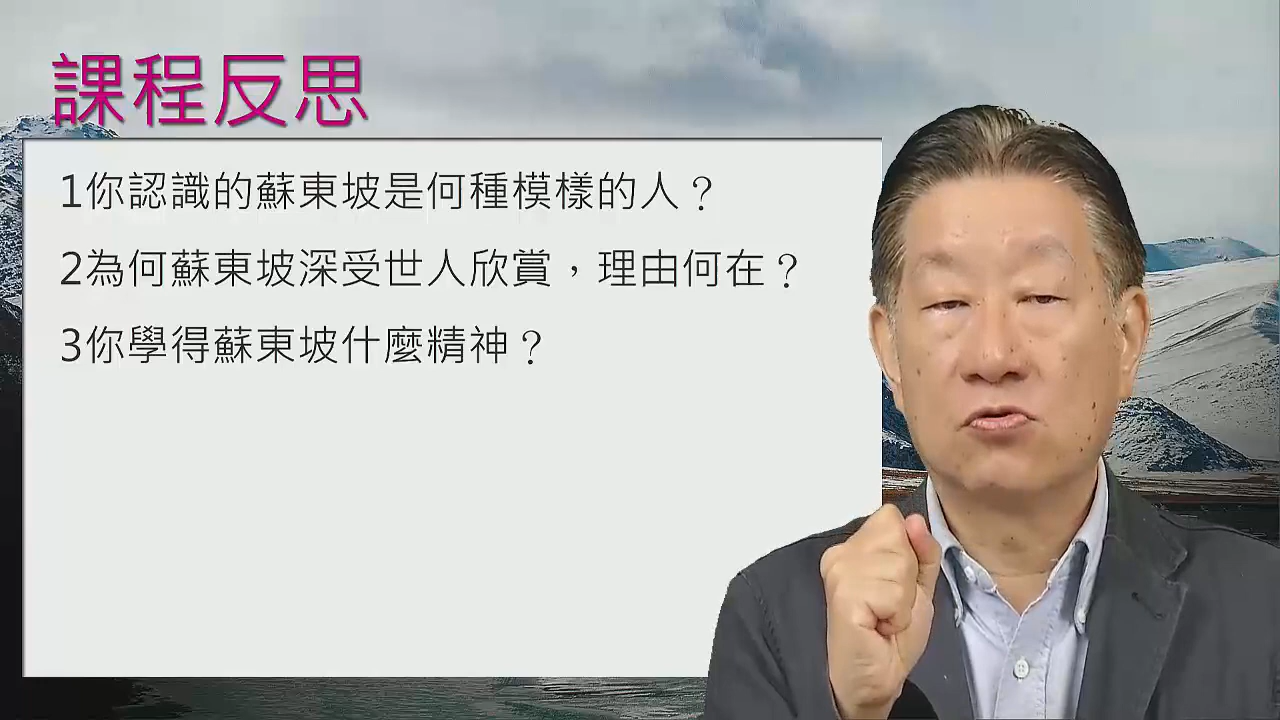 課程反思
1你認識的蘇東坡是何種模樣的人？
2為何蘇東坡深受世人欣賞，理由何在？
3你學得蘇東坡什麼精神？